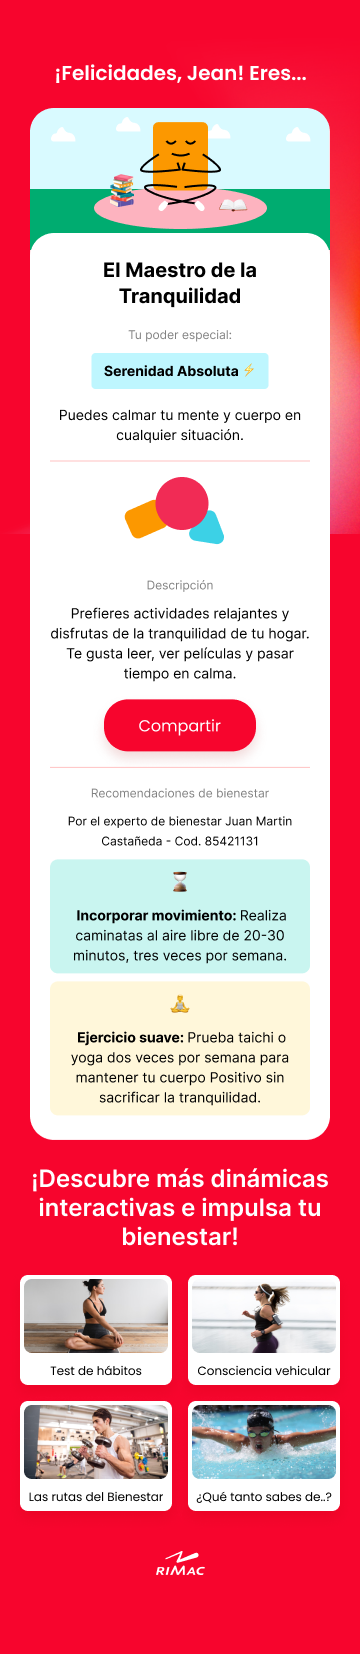 ¡Felicidades, Jean! Eres...
El Maestro de la
Tranquilidad
Tu poder especial:
Serenidad Absoluta ⚡
Puedes calmar tu mente y cuerpo en
cualquier situación.
Descripción
Prefieres actividades relajantes y
disfrutas de la tranquilidad de tu hogar.
Te gusta leer, ver películas y pasar
tiempo en calma.
Compartir
Recomendaciones de bienestar
Por el experto de bienestar Juan Martin
Castañeda - Cod. 85421131
Incorporar movimiento: Realiza
caminatas al aire libre de 20-30
minutos, tres veces por semana.
Ejercicio suave: Prueba taichi o
yoga dos veces por semana para
mantener tu cuerpo Positivo sin
sacrificar la tranquilidad.
¡Descubre más dinámicas
interactivas e impulsa tu
bienestar!
Test de hábitos
Consciencia vehicular
Las rutas del Bienestar
¿Qué tanto sabes de..?
RIMAC